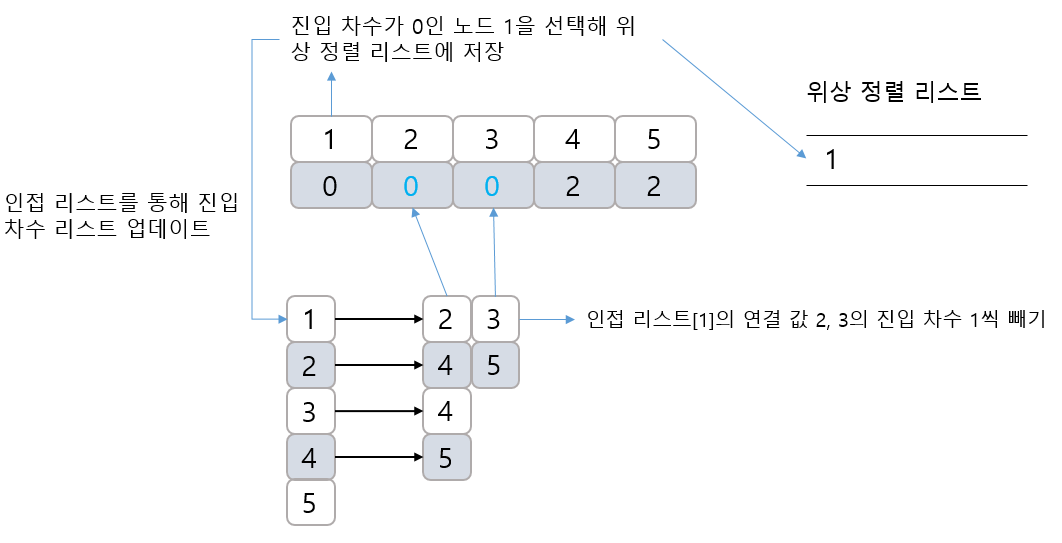 진입 차수가 0인 노드 1을 선택해 위
상 정렬 리스트에 저장
위상 정렬 리스트
1
1 2 3 4 5
0 0 0 2 2
인접 리스트를 통해 진입
차수 리스트 업데이트
1 2 3
인접 리스트[1]의 연결 값 2, 3의 진입 차수 1씩 빼기
2 4 5
3 4
4 5
5